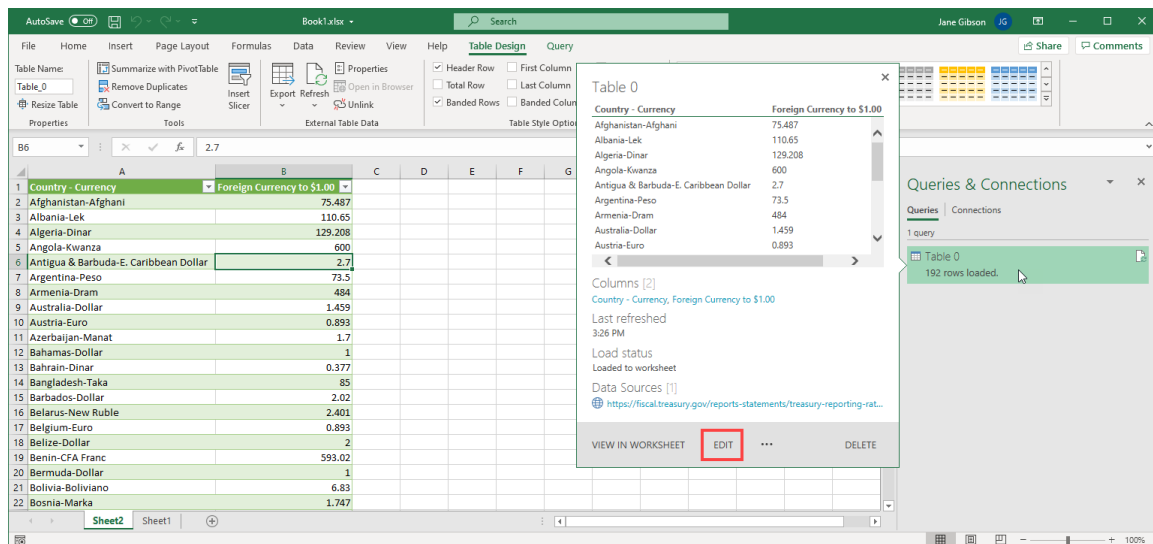 AutoSave Off Book1.xlsx Search Jane Gibson JG
File Home Insert Page Layout Formulas Data Review View Help Table Design Query Share Comments
Table Name:
Table_0
Resize Table
Properties
Summarize with PivotTable
Remove Duplicates
Convert to Range
Tools
Insert Slicer
Export Refresh
Properties
Open in Browser
Unlink
External Table Data
Header Row First Column
Total Row Last Column
Banded Rows Banded Colun
Table Style Option
B6 fx 2.7
A B C D E F G
1 Country - Currency Foreign Currency to $1.00
2 Afghanistan-Afghani 75.487
3 Albania-Lek 110.65
4 Algeria-Dinar 129.208
5 Angola-Kwanza 600
6 Antigua & Barbuda-E. Caribbean Dollar 2.7
7 Argentina-Peso 73.5
8 Armenia-Dram 484
9 Australia-Dollar 1.459
10 Austria-Euro 0.893
11 Azerbaijan-Manat 1.7
12 Bahamas-Dollar 1
13 Bahrain-Dinar 0.377
14 Bangladesh-Taka 85
15 Barbados-Dollar 2.02
16 Belarus-New Ruble 2.401
17 Belgium-Euro 0.893
18 Belize-Dollar 2
19 Benin-CFA Franc 593.02
20 Bermuda-Dollar 1
21 Bolivia-Boliviano 6.83
22 Bosnia-Marka 1.747
Sheet2 Sheet1
Table 0
Country - Currency Foreign Currency to $1.00
Afghanistan-Afghani 75.487
Albania-Lek 110.65
Algeria-Dinar 129.208
Angola-Kwanza 600
Antigua & Barbuda-E. Caribbean Dollar 2.7
Argentina-Peso 73.5
Armenia-Dram 484
Australia-Dollar 1.459
Austria-Euro 0.893
Columns [2]
Country - Currency, Foreign Currency to $1.00
Last refreshed
3:26 PM
Load status
Loaded to worksheet
Data Sources [1]
https://fiscal.treasury.gov/reports-statements/treasury-reporting-rat...
VIEW IN WORKSHEET EDIT ... DELETE
Queries & Connections
Queries Connections
1 query
Table 0
192 rows loaded.
100%